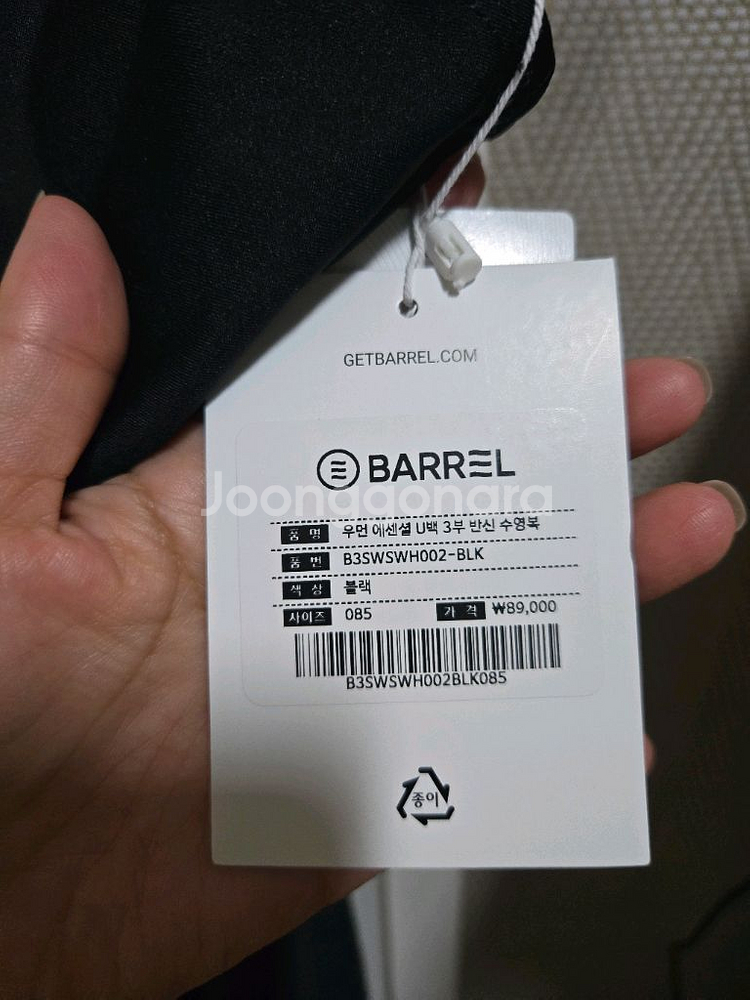 GETBARREL.COM
BARREL
Joonggonara
품 명 우먼 에센셜 U백 3부 반신 수영복
품 번 B3SWSWH002-BLK
색 상 블랙
사이즈 085 가 격 ₩89,000
B3SWSWH002BLK085
종이